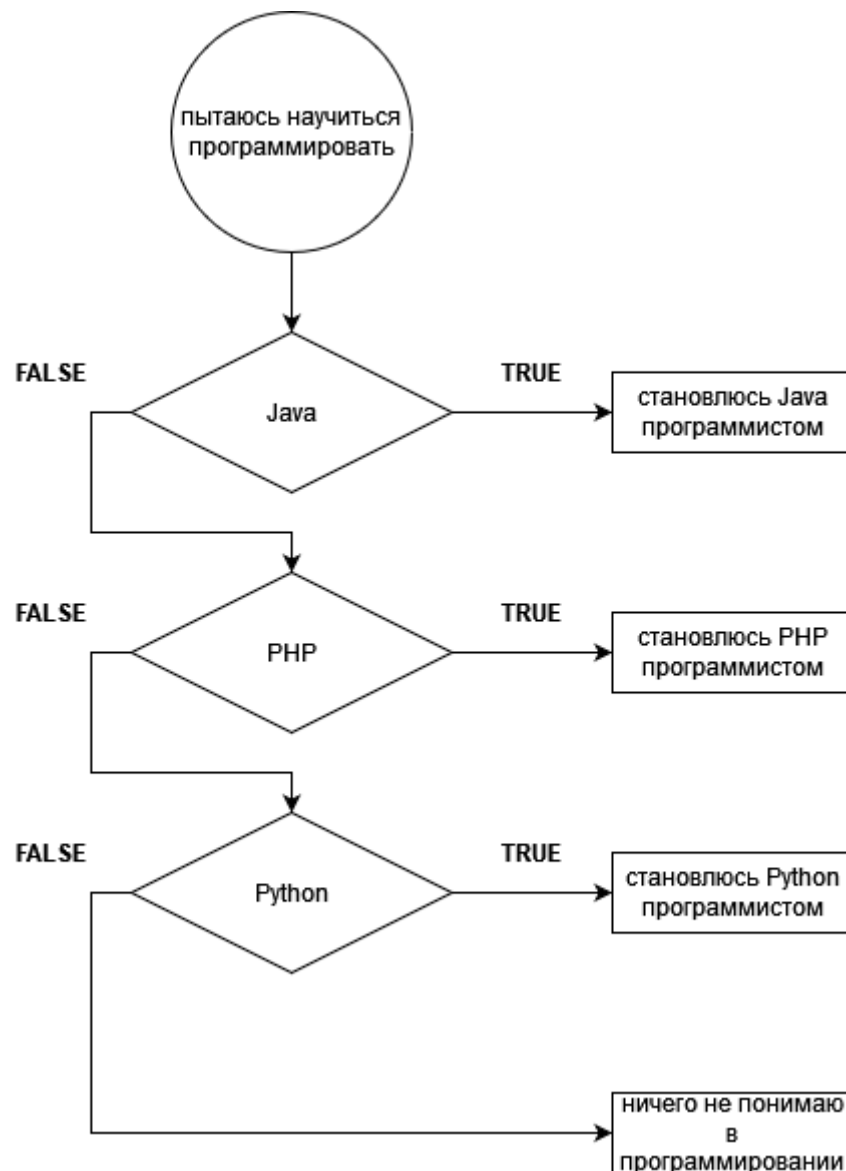 пытаюсь научиться
программировать
FALSE
TRUE
Java
становлюсь Java
программистом
FALSE
TRUE
PHP
становлюсь PHP
программистом
FALSE
TRUE
Python
становлюсь Python
программистом
ничего не понимаю
в
программировании